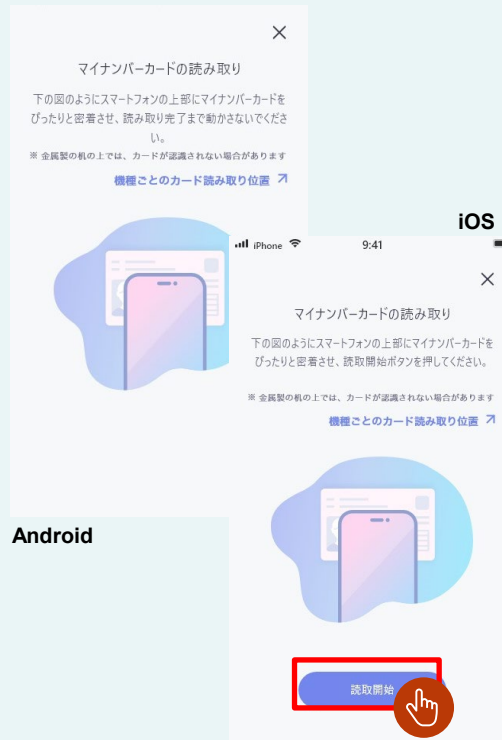 マイナンバーカードの読み取り
下の図のようにスマートフォンの上部にマイナンバーカードを
ぴったりと密着させ、読み取り完了まで動かさないでくださ
い。
※ 金属製の机の上では、カードが認識されない場合があります
機種ごとのカード読み取り位置
Android
iOS
iPhone 9:41
マイナンバーカードの読み取り
下の図のようにスマートフォンの上部にマイナンバーカードを
ぴったりと密着させ、読取開始ボタンを押してください。
※ 金属製の机の上では、カードが認識されない場合があります
機種ごとのカード読み取り位置
読取開始